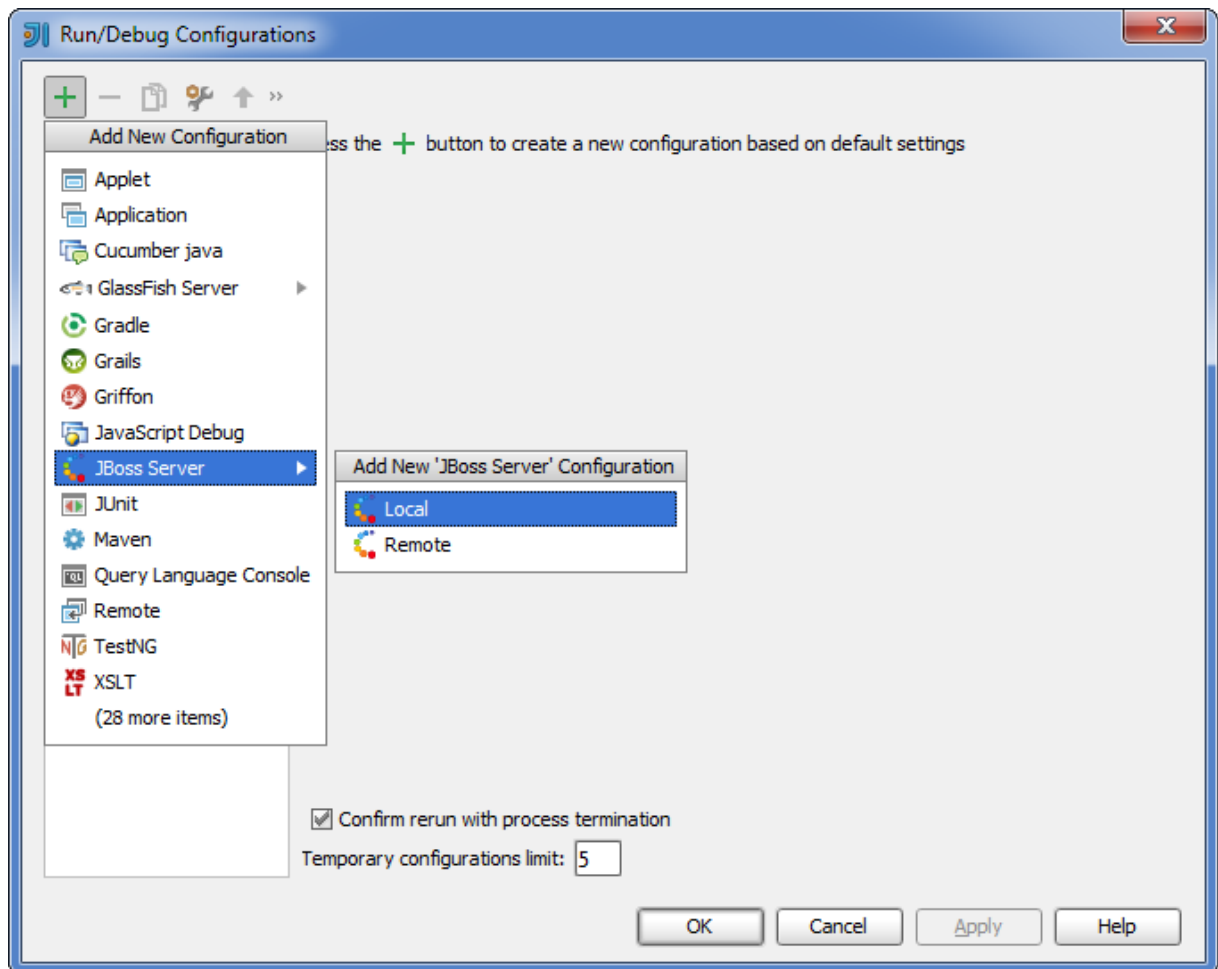 Run/Debug Configurations
Add New Configuration
ess the + button to create a new configuration based on default settings
Applet
Application
Cucumber java
GlassFish Server
Gradle
Grails
Griffon
JavaScript Debug
JBoss Server
Add New 'JBoss Server' Configuration
Local
Remote
JUnit
Maven
Query Language Console
Remote
TestNG
XSLT
(28 more items)
Confirm rerun with process termination
Temporary configurations limit: 5
OK Cancel Apply Help